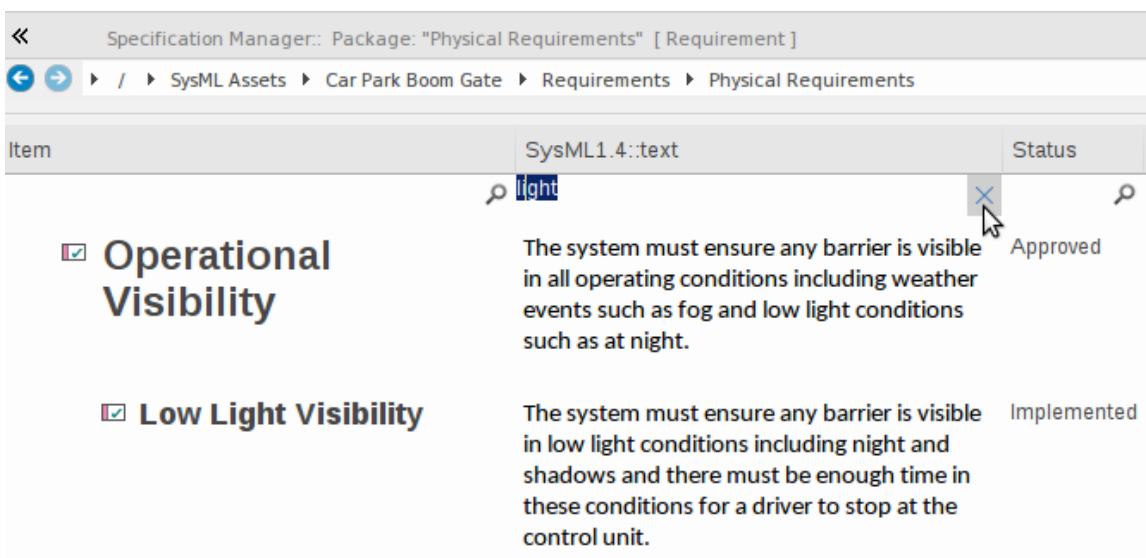 Specification Manager:: Package: "Physical Requirements" [ Requirement ]
/ SysML Assets Car Park Boom Gate Requirements Physical Requirements
Item SysML1.4::text Status
light
Operational
Visibility
The system must ensure any barrier is visible
in all operating conditions including weather
events such as fog and low light conditions
such as at night.
Approved
Low Light Visibility
The system must ensure any barrier is visible
in low light conditions including night and
shadows and there must be enough time in
these conditions for a driver to stop at the
control unit.
Implemented